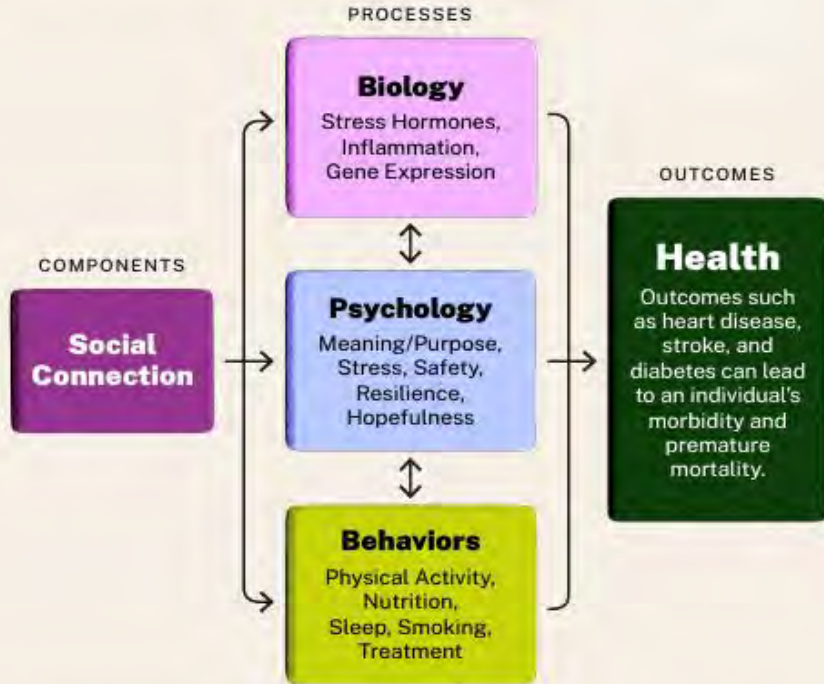 PROCESSES
Biology
Stress Hormones,
Inflammation,
Gene Expression
COMPONENTS
Social
Connection
Psychology
Meaning/Purpose,
Stress, Safety,
Resilience,
Hopefulness
Behaviors
Physical Activity,
Nutrition,
Sleep, Smoking,
Treatment
OUTCOMES
Health
Outcomes such
as heart disease,
stroke, and
diabetes can lead
to an individual's
morbidity and
premature
mortality.